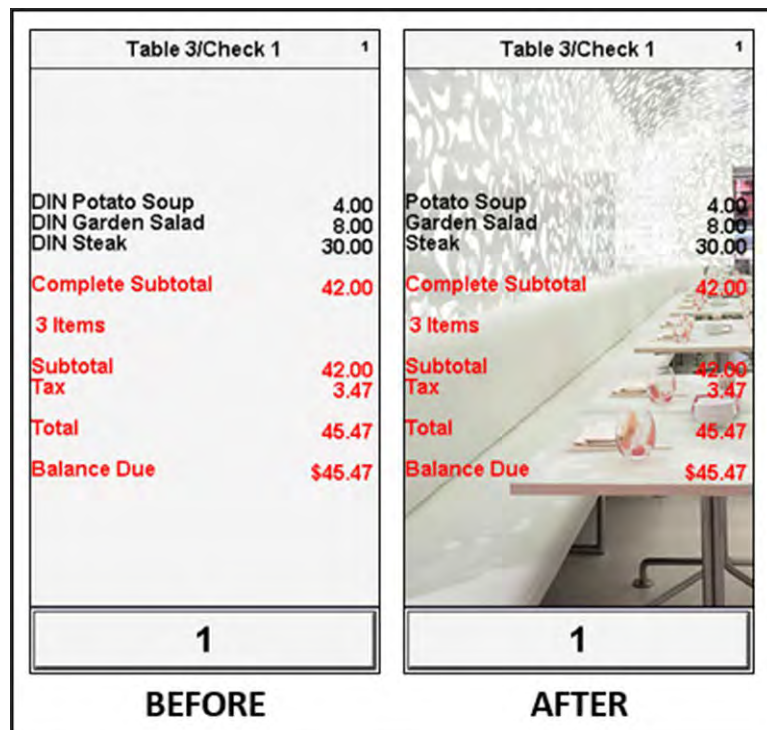 Table 3/Check 1 1
DIN Potato Soup 4.00
DIN Garden Salad 8.00
DIN Steak 30.00
Complete Subtotal 42.00
3 Items
Subtotal 42.00
Tax 3.47
Total 45.47
Balance Due $45.47
1
BEFORE
Table 3/Check 1 1
Potato Soup 4.00
Garden Salad 8.00
Steak 30.00
Complete Subtotal 42.00
3 Items
Subtotal 42.00
Tax 3.47
Total 45.47
Balance Due $45.47
1
AFTER